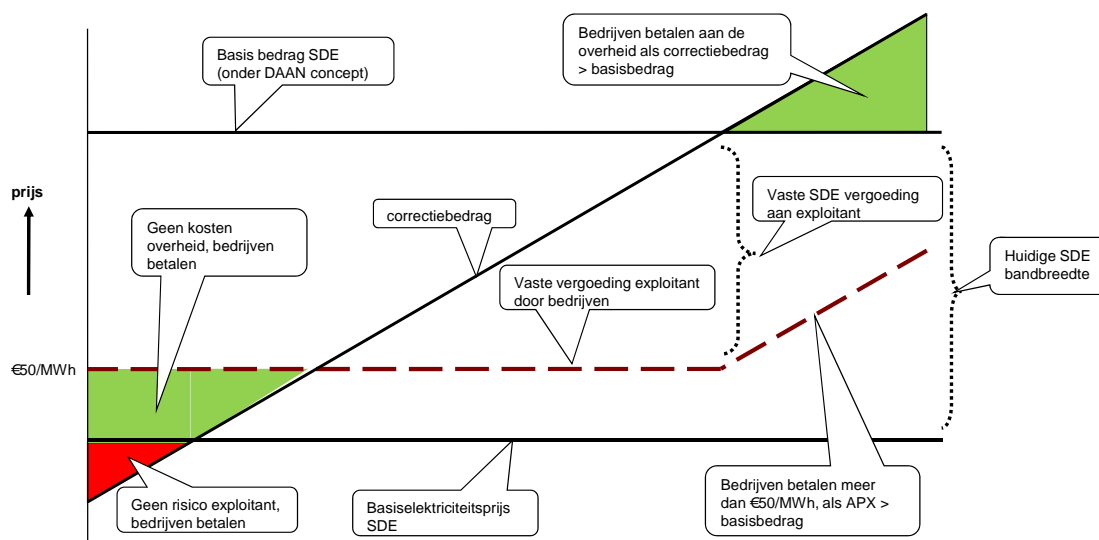 Basis bedrag SDE
(onder DAAN concept)
Bedrijven betalen aan de
overheid als correctiebedrag
> basisbedrag
prijs
Geen kosten
overheid, bedrijven
betalen
correctiebedrag
Vaste SDE vergoeding
aan exploitant
Vaste vergoeding exploitant
door bedrijven
Huidige SDE
bandbreedte
€50/MWh
Geen risico exploitant,
bedrijven betalen
Basiselektriciteitsprijs
SDE
Bedrijven betalen meer
dan €50/MWh, als APX >
basisbedrag